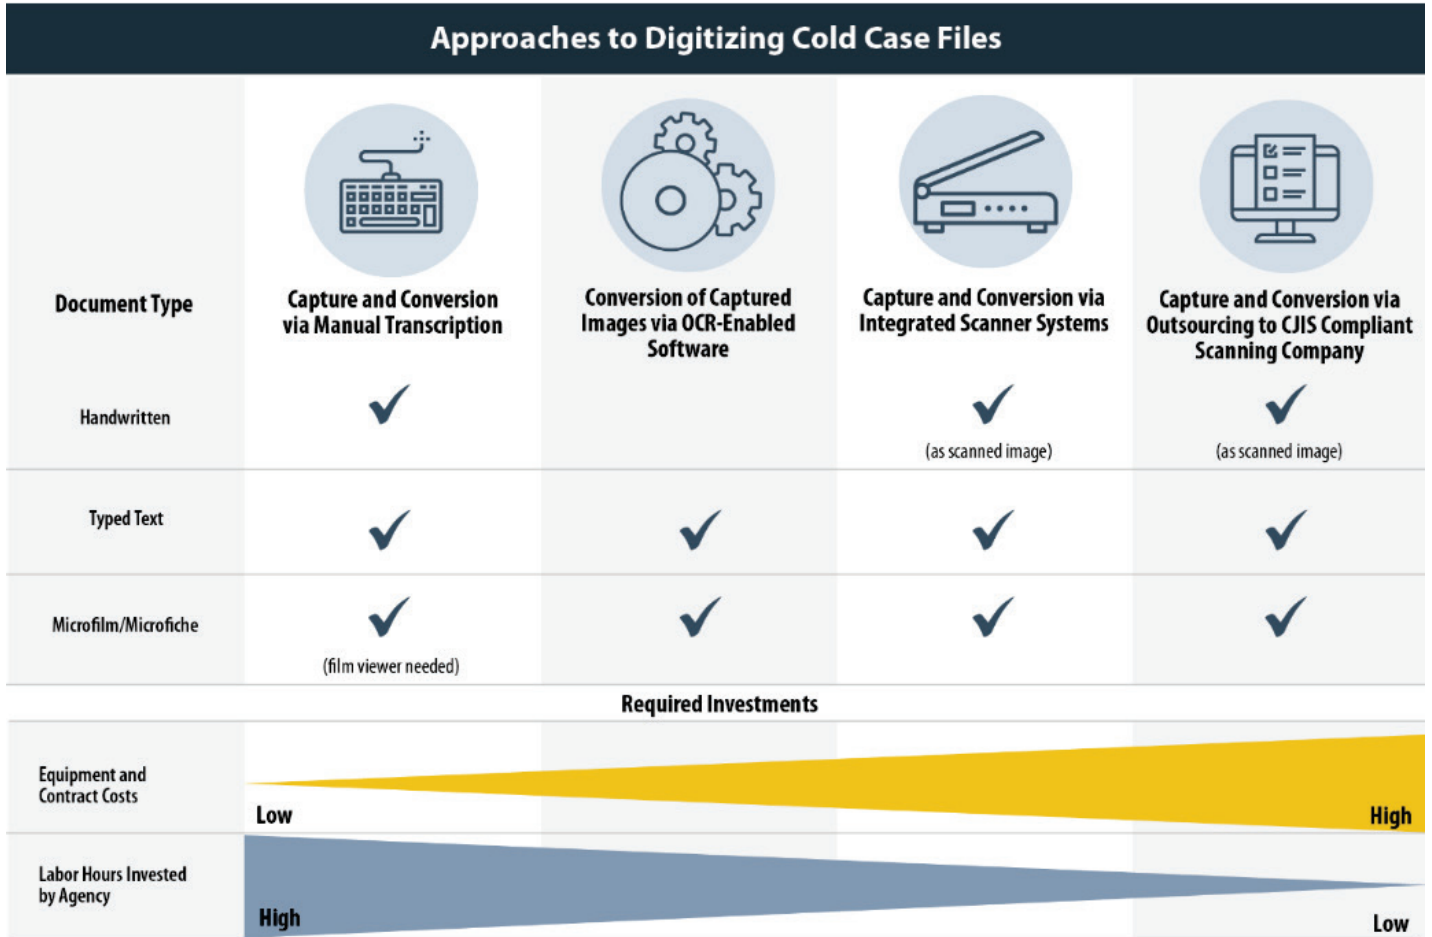 Approaches to Digitizing Cold Case Files
Document Type
Capture and Conversion
via Manual Transcription
Conversion of Captured
Images via OCR-Enabled
Software
Capture and Conversion via
Integrated Scanner Systems
Capture and Conversion via
Outsourcing to CJIS Compliant
Scanning Company
Handwritten
(as scanned image)
(as scanned image)
Typed Text
Microfilm/Microfiche
(film viewer needed)
Required Investments
Equipment and
Contract Costs
Low
High
Labor Hours Invested
by Agency
High
Low